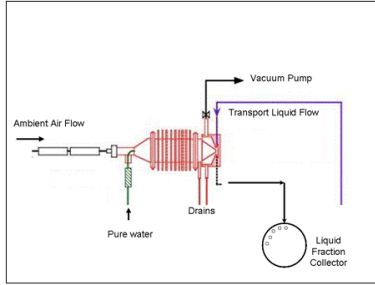 Vacuum Pump
Transport Liquid Flow
Ambient Air Flow
Drains
Pure water
Liquid
Fraction
Collector